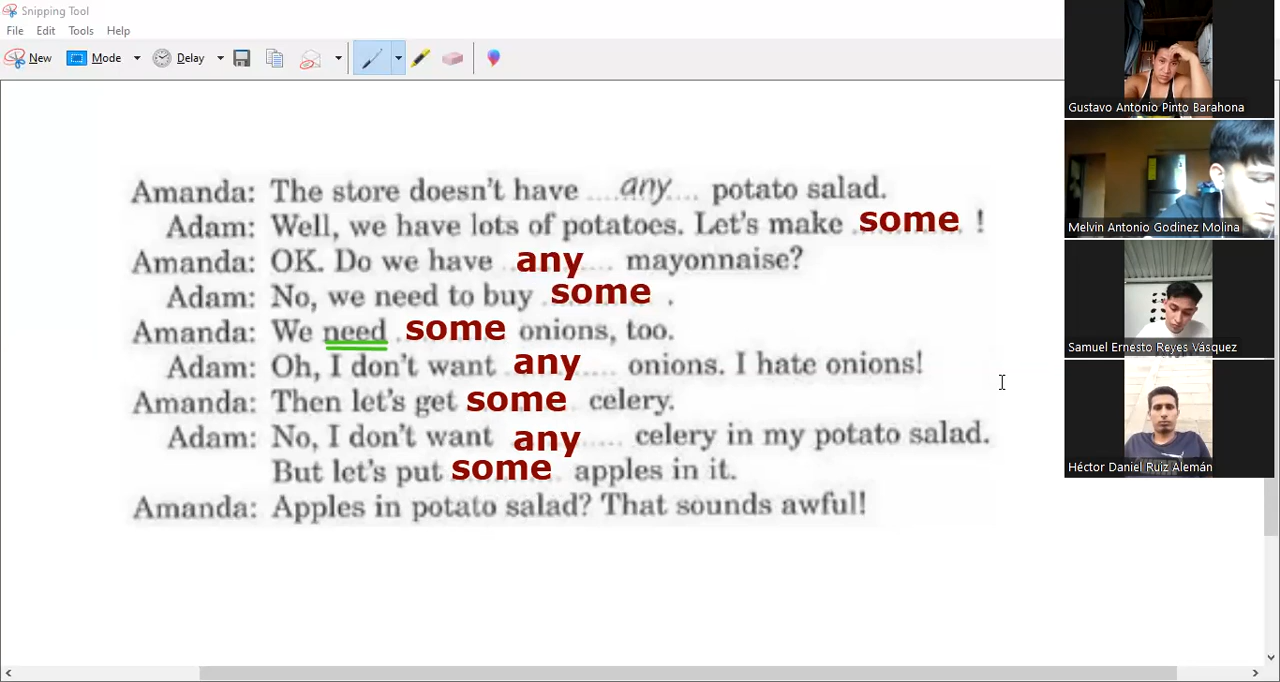 Snipping Tool
File Edit Tools Help
New Mode Delay
Amanda: The store doesn't have ....any.... potato salad.
Adam: Well, we have lots of potatoes. Let's make some !
Amanda: OK. Do we have any .... mayonnaise?
Adam: No, we need to buy some .
Amanda: We need some onions, too.
Adam: Oh, I don't want any .... onions. I hate onions!
Amanda: Then let's get some celery.
Adam: No, I don't want any .... celery in my potato salad.
But let's put some apples in it.
Amanda: Apples in potato salad? That sounds awful!
Gustavo Antonio Pinto Barahona
Melvin Antonio Godinez Molina
Samuel Ernesto Reyes Vásquez
Héctor Daniel Ruiz Alemán